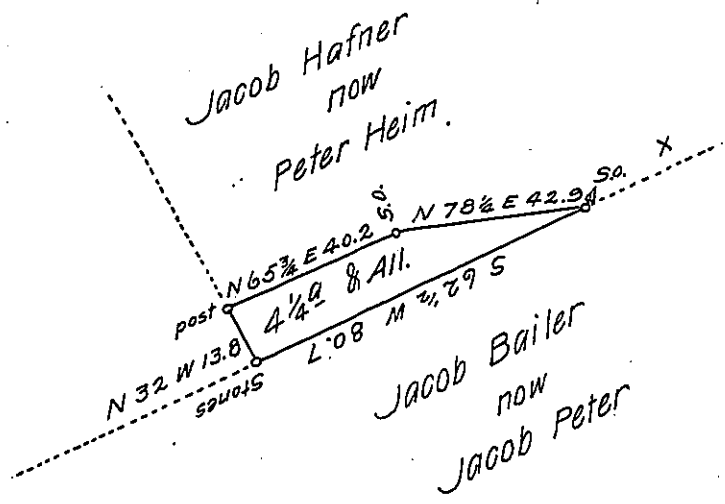 Jacob Hafner
now
Peter Heim.
X
S.O.
S.O.
N 78¼ E 42.9
N 65¾ E 40.2
4¼a & All.
post
S 62½ W 80.7
N 32 W 13.8
Stones
Jacob Bailer
now
Jacob Peter